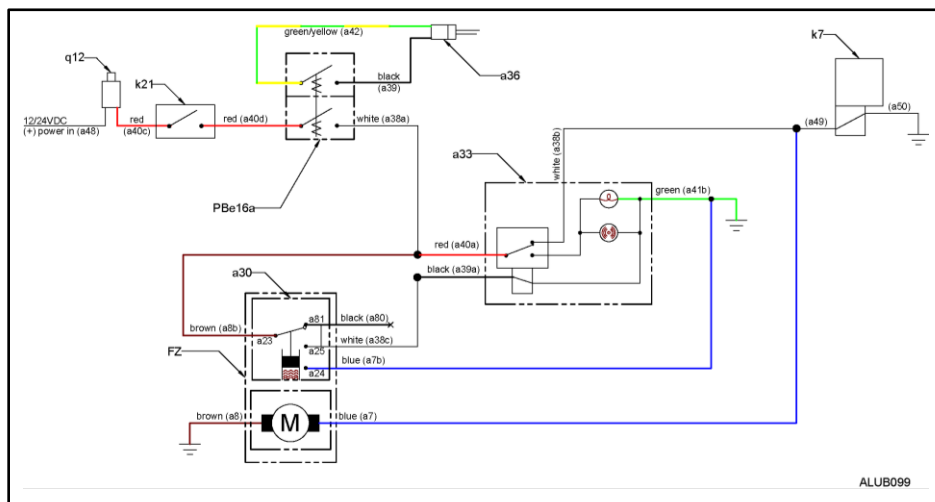 green/yellow (a42)
k7
q12
a36
k21
black
(a39)
(a50)
12/24VDC
(+) power in (a48)
red
(a40c)
red (a40d)
white (a38a)
(a49)
white (a38b)
a33
PBe16a
green (a41b)
red (a40a)
black (a39a)
a30
a81
black (a80)
brown (a8b)
a23
white (a38c)
a25
FZ
blue (a7b)
a24
brown (a8)
M
blue (a7)
ALUB099